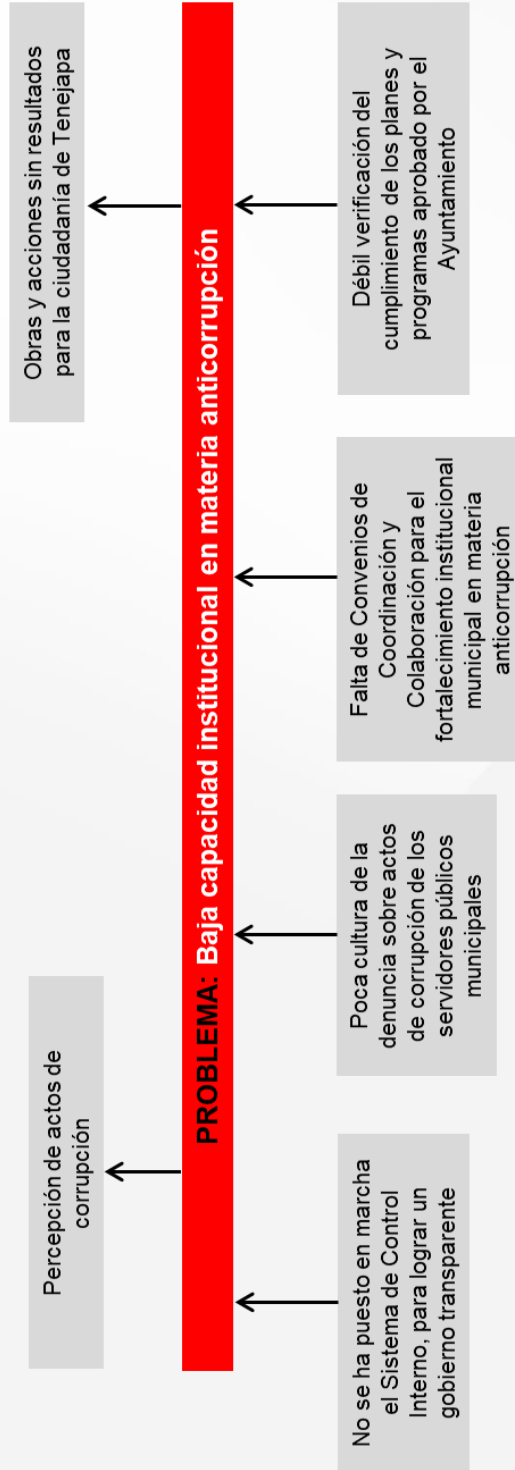 Percepción de actos de
corrupción
Obras y acciones sin resultados
para la ciudadanía de Tenejapa
PROBLEMA: Baja capacidad institucional en materia anticorrupción
No se ha puesto en marcha
el Sistema de Control
Interno, para lograr un
gobierno transparente
Poca cultura de la
denuncia sobre actos
de corrupción de los
servidores públicos
municipales
Falta de Convenios de
Coordinación y
Colaboración para el
fortalecimiento institucional
municipal en materia
anticorrupción
Débil verificación del
cumplimiento de los planes y
programas aprobado por el
Ayuntamiento